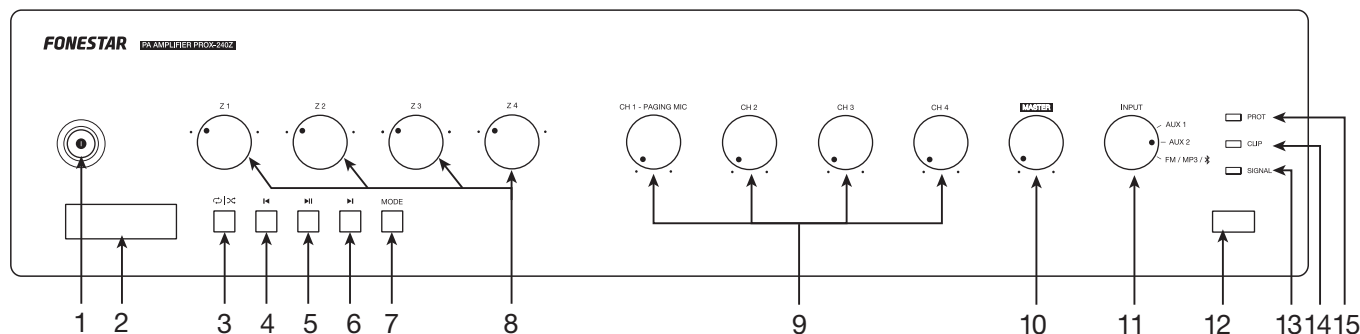 FONESTAR PA AMPLIFIER PROX-240Z
Z 1 Z 2 Z 3 Z 4 CH 1 - PAGING MIC CH 2 CH 3 CH 4 MASTER INPUT
AUX 1
AUX 2
FM / MP3 /
PROT
CLIP
SIGNAL
MODE
1 2 3 4 5 6 7 8 9 10 11 12 13 14 15